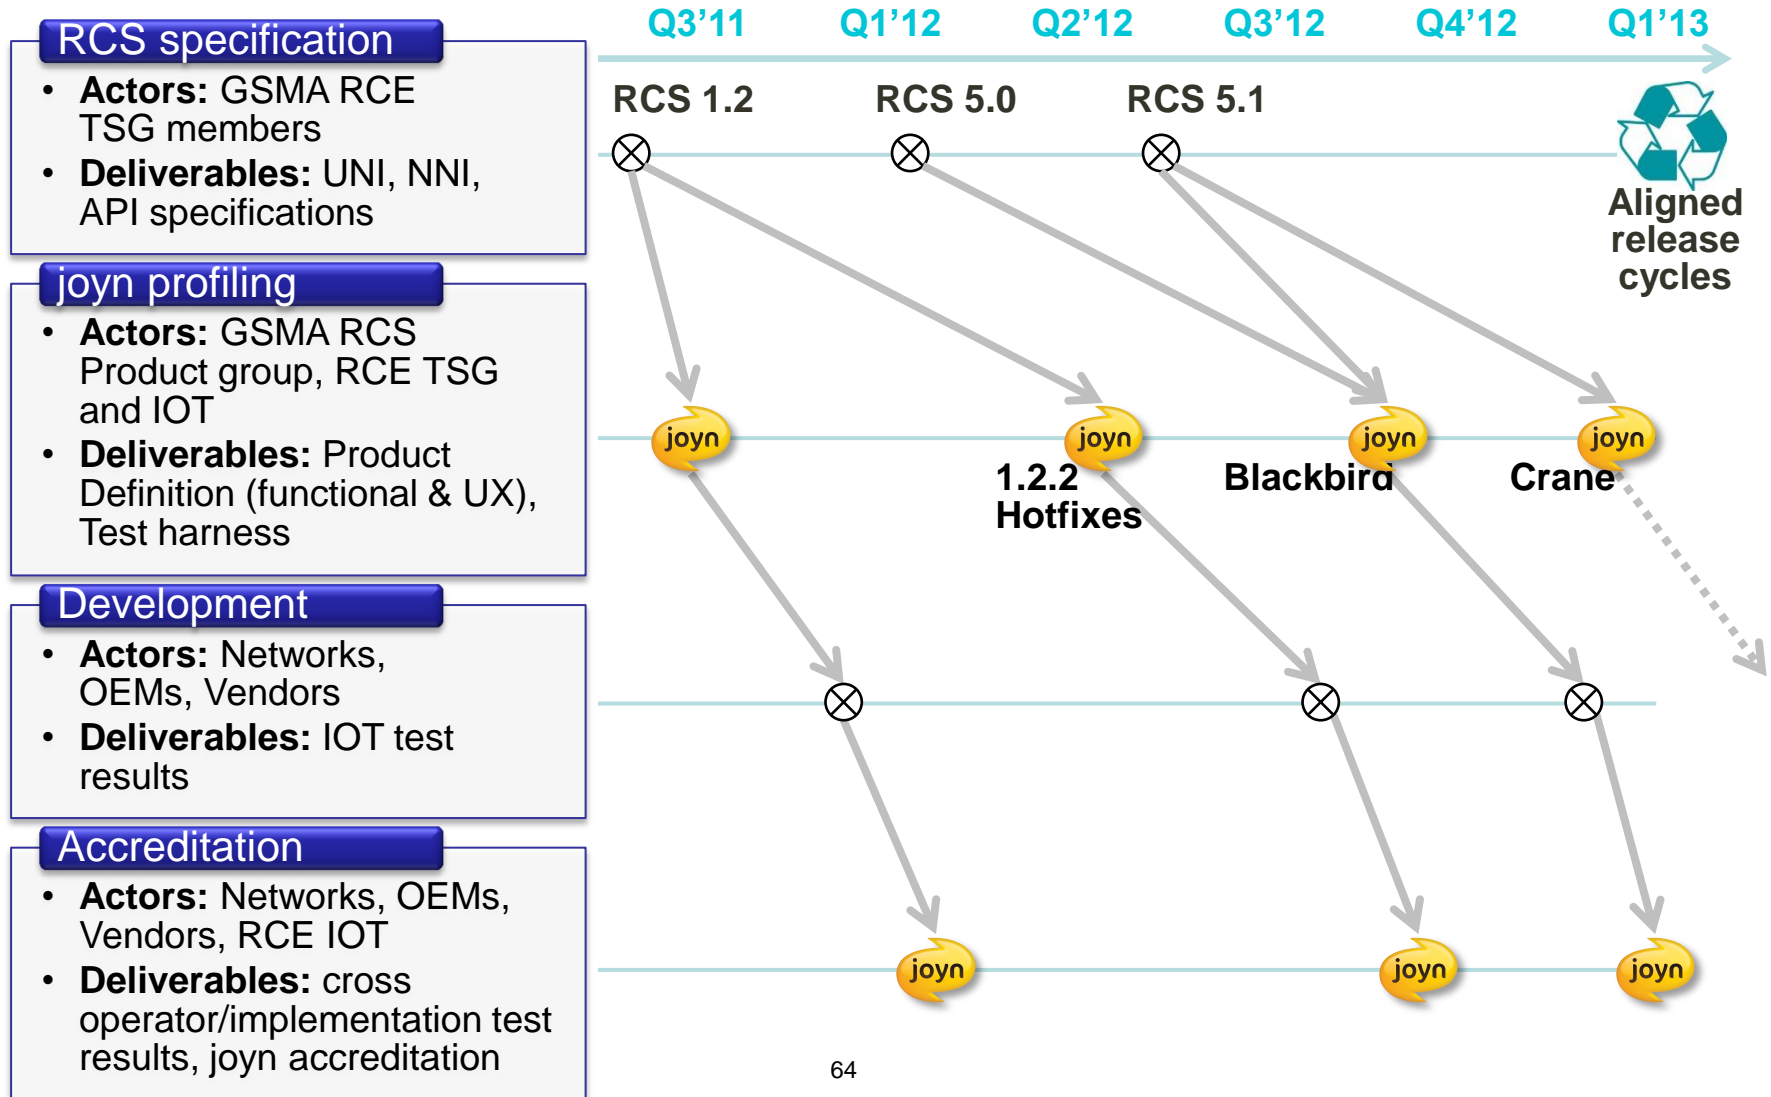 RCS specification
• Actors: GSMA RCE
TSG members
• Deliverables: UNI, NNI,
API specifications
joyn profiling
• Actors: GSMA RCS
Product group, RCE TSG
and IOT
• Deliverables: Product
Definition (functional & UX),
Test harness
Development
• Actors: Networks,
OEMs, Vendors
• Deliverables: IOT test
results
Accreditation
• Actors: Networks, OEMs,
Vendors, RCE IOT
• Deliverables: cross
operator/implementation test
results, joyn accreditation
Q3’11 Q1’12 Q2’12 Q3’12 Q4’12 Q1’13
RCS 1.2 RCS 5.0 RCS 5.1
Aligned
release
cycles
joyn joyn joyn joyn
1.2.2
Hotfixes
Blackbird
Crane
joyn joyn joyn
64